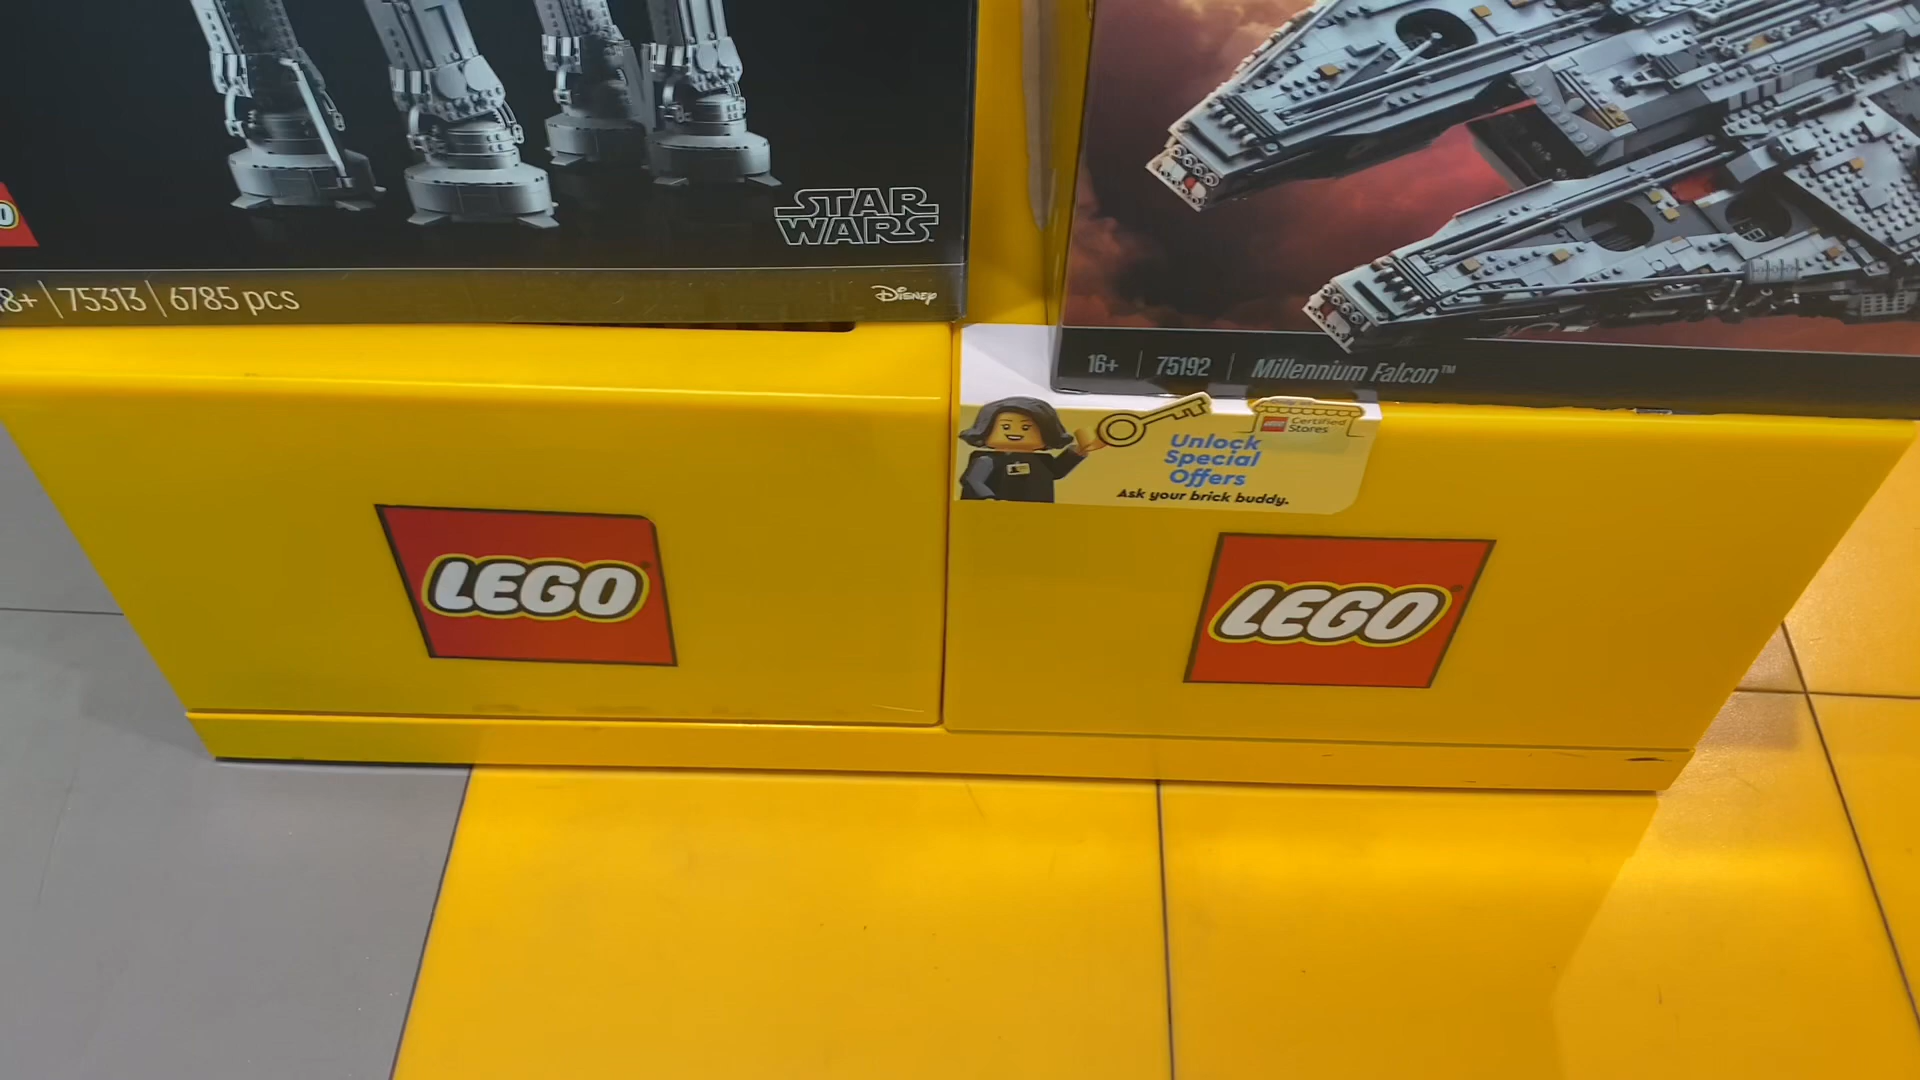 STAR
WARS
75313 | 6785 pcs
Disney
16+ | 75192 | Millennium Falcon™
LEGO Certified
Stores
Unlock
Special
Offers
Ask your brick buddy.
LEGO
LEGO